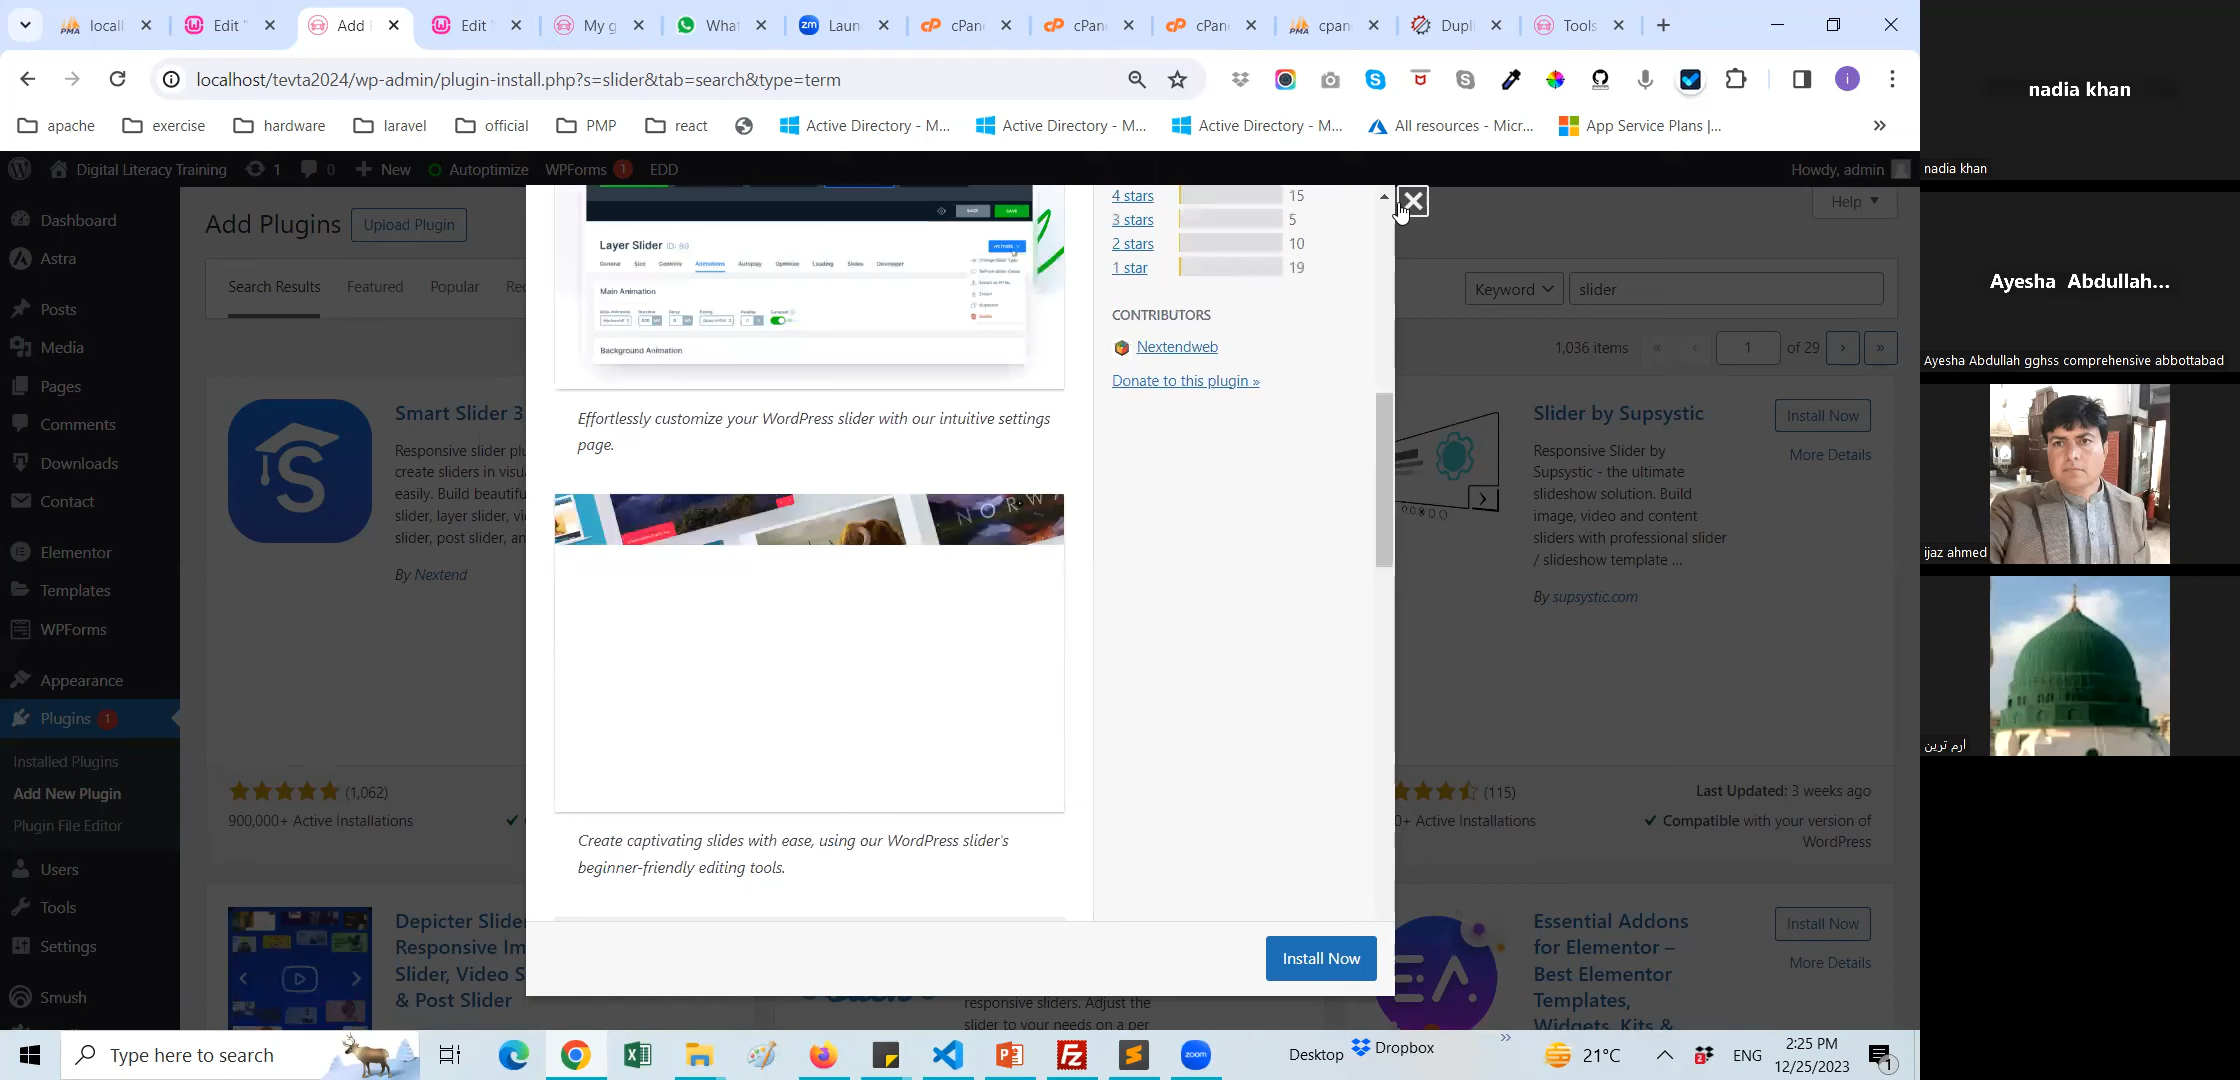 locall
Edit "
Add F
Edit "
My g
What
Laun
cPan
cPan
cPan
cpan
Dupli
Tools
localhost/tevta2024/wp-admin/plugin-install.php?s=slider&tab=search&type=term
apache
exercise
hardware
laravel
official
PMP
react
Active Directory - M...
Active Directory - M...
Active Directory - M...
All resources - Micr...
App Service Plans |...
Digital Literacy Training
1
0
New
Autoptimize
WPForms 1
EDD
Howdy, admin
Dashboard
Astra
Posts
Media
Pages
Comments
Downloads
Contact
Elementor
Templates
WPForms
Appearance
Plugins 1
Installed Plugins
Add New Plugin
Plugin File Editor
Users
Tools
Settings
Smush
Add Plugins
Upload Plugin
Help
Search Results
Featured
Popular
Keyword
slider
1,036 items
«
‹
1
of 29
›
»
Smart Slider 3
create sliders in visu
easily. Build beautifu
slider, layer slider, vi
slider, post slider, an
By Nextend
(1,062)
900,000+ Active Installations
Depicter Slider
Responsive Im
Slider, Video S
& Post Slider
BACK
SAVE
Layer Slider ID: 80
General
Size
Controls
Animations
Autoplay
Optimize
Loading
Slides
Developer
Main Animation
Background Animation
Effortlessly customize your WordPress slider with our intuitive settings
page.
NORW
Create captivating slides with ease, using our WordPress slider's
beginner-friendly editing tools.
4 stars 15
3 stars 5
2 stars 10
1 star 19
CONTRIBUTORS
Nextendweb
Donate to this plugin »
Install Now
responsive sliders. Adjust the
slider to your needs on a per
Slider by Supsystic
Install Now
More Details
Responsive Slider by
Supsystic - the ultimate
slideshow solution. Build
image, video and content
sliders with professional slider
/ slideshow template ...
By supsystic.com
(115)
0+ Active Installations
Last Updated: 3 weeks ago
Compatible with your version of
WordPress
EA
Essential Addons
for Elementor –
Best Elementor
Templates,
Widgets, Kits &
Install Now
More Details
Type here to search
zoom
Desktop
Dropbox
21°C
ENG
2:25 PM
12/25/2023
1
nadia khan
nadia khan
Ayesha Abdullah...
Ayesha Abdullah gghss comprehensive abbottabad
ijaz ahmed
ارم ترین